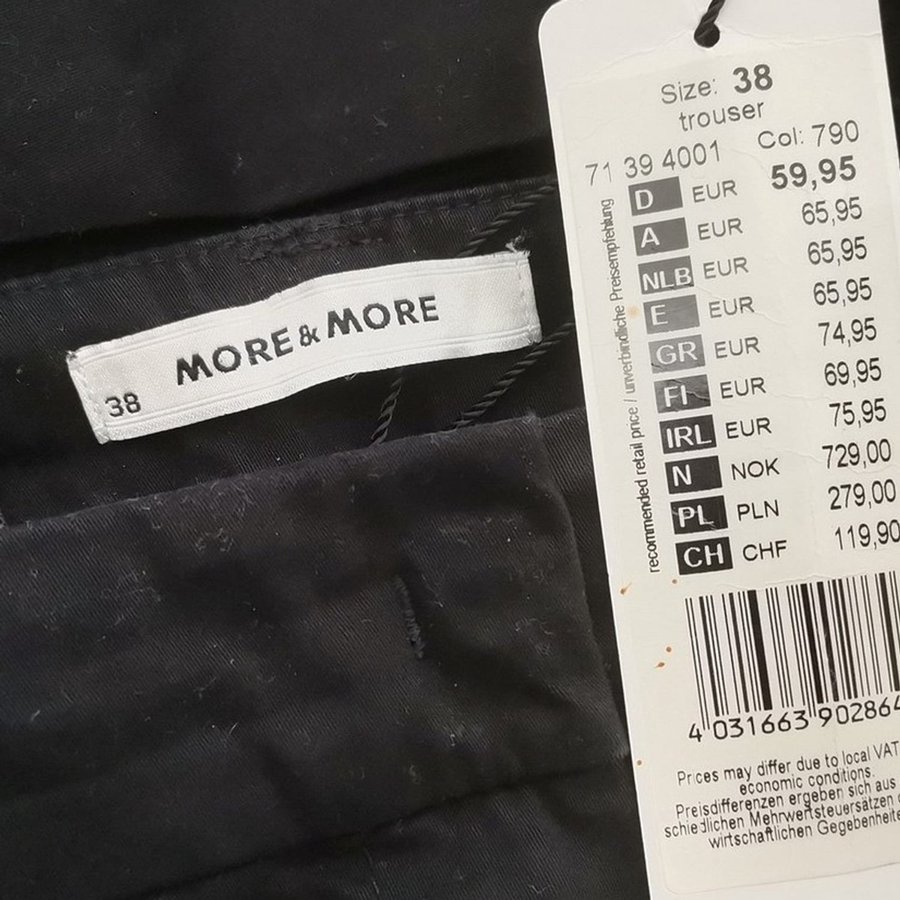 MORE & MORE
38
Size: 38
trouser
71 39 4001 Col: 790
D EUR 59,95
A EUR 65,95
NLB EUR 65,95
E EUR 65,95
GR EUR 74,95
FI EUR 69,95
IRL EUR 75,95
N NOK 729,00
PL PLN 279,00
CH CHF 119,90
recommended retail price / unverbindliche Preisempfehlung
4 031663 902864
Prices may differ due to local VAT
economic conditions.
Preisdifferenzen ergeben sich aus
schiedlichen Mehrwertsteuersätzen
wirtschaftlichen